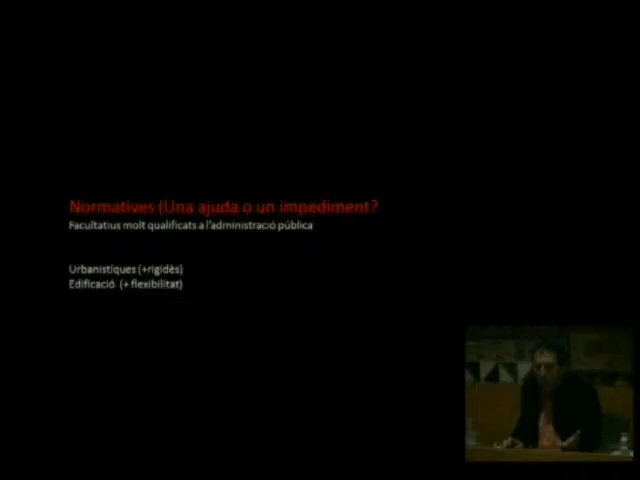 Normatives (Una ajuda o un impediment?
Facultatius molt qualificats a l'administració pública
Urbanístiques (+rigidès)
Edificació (+ flexibilitat)